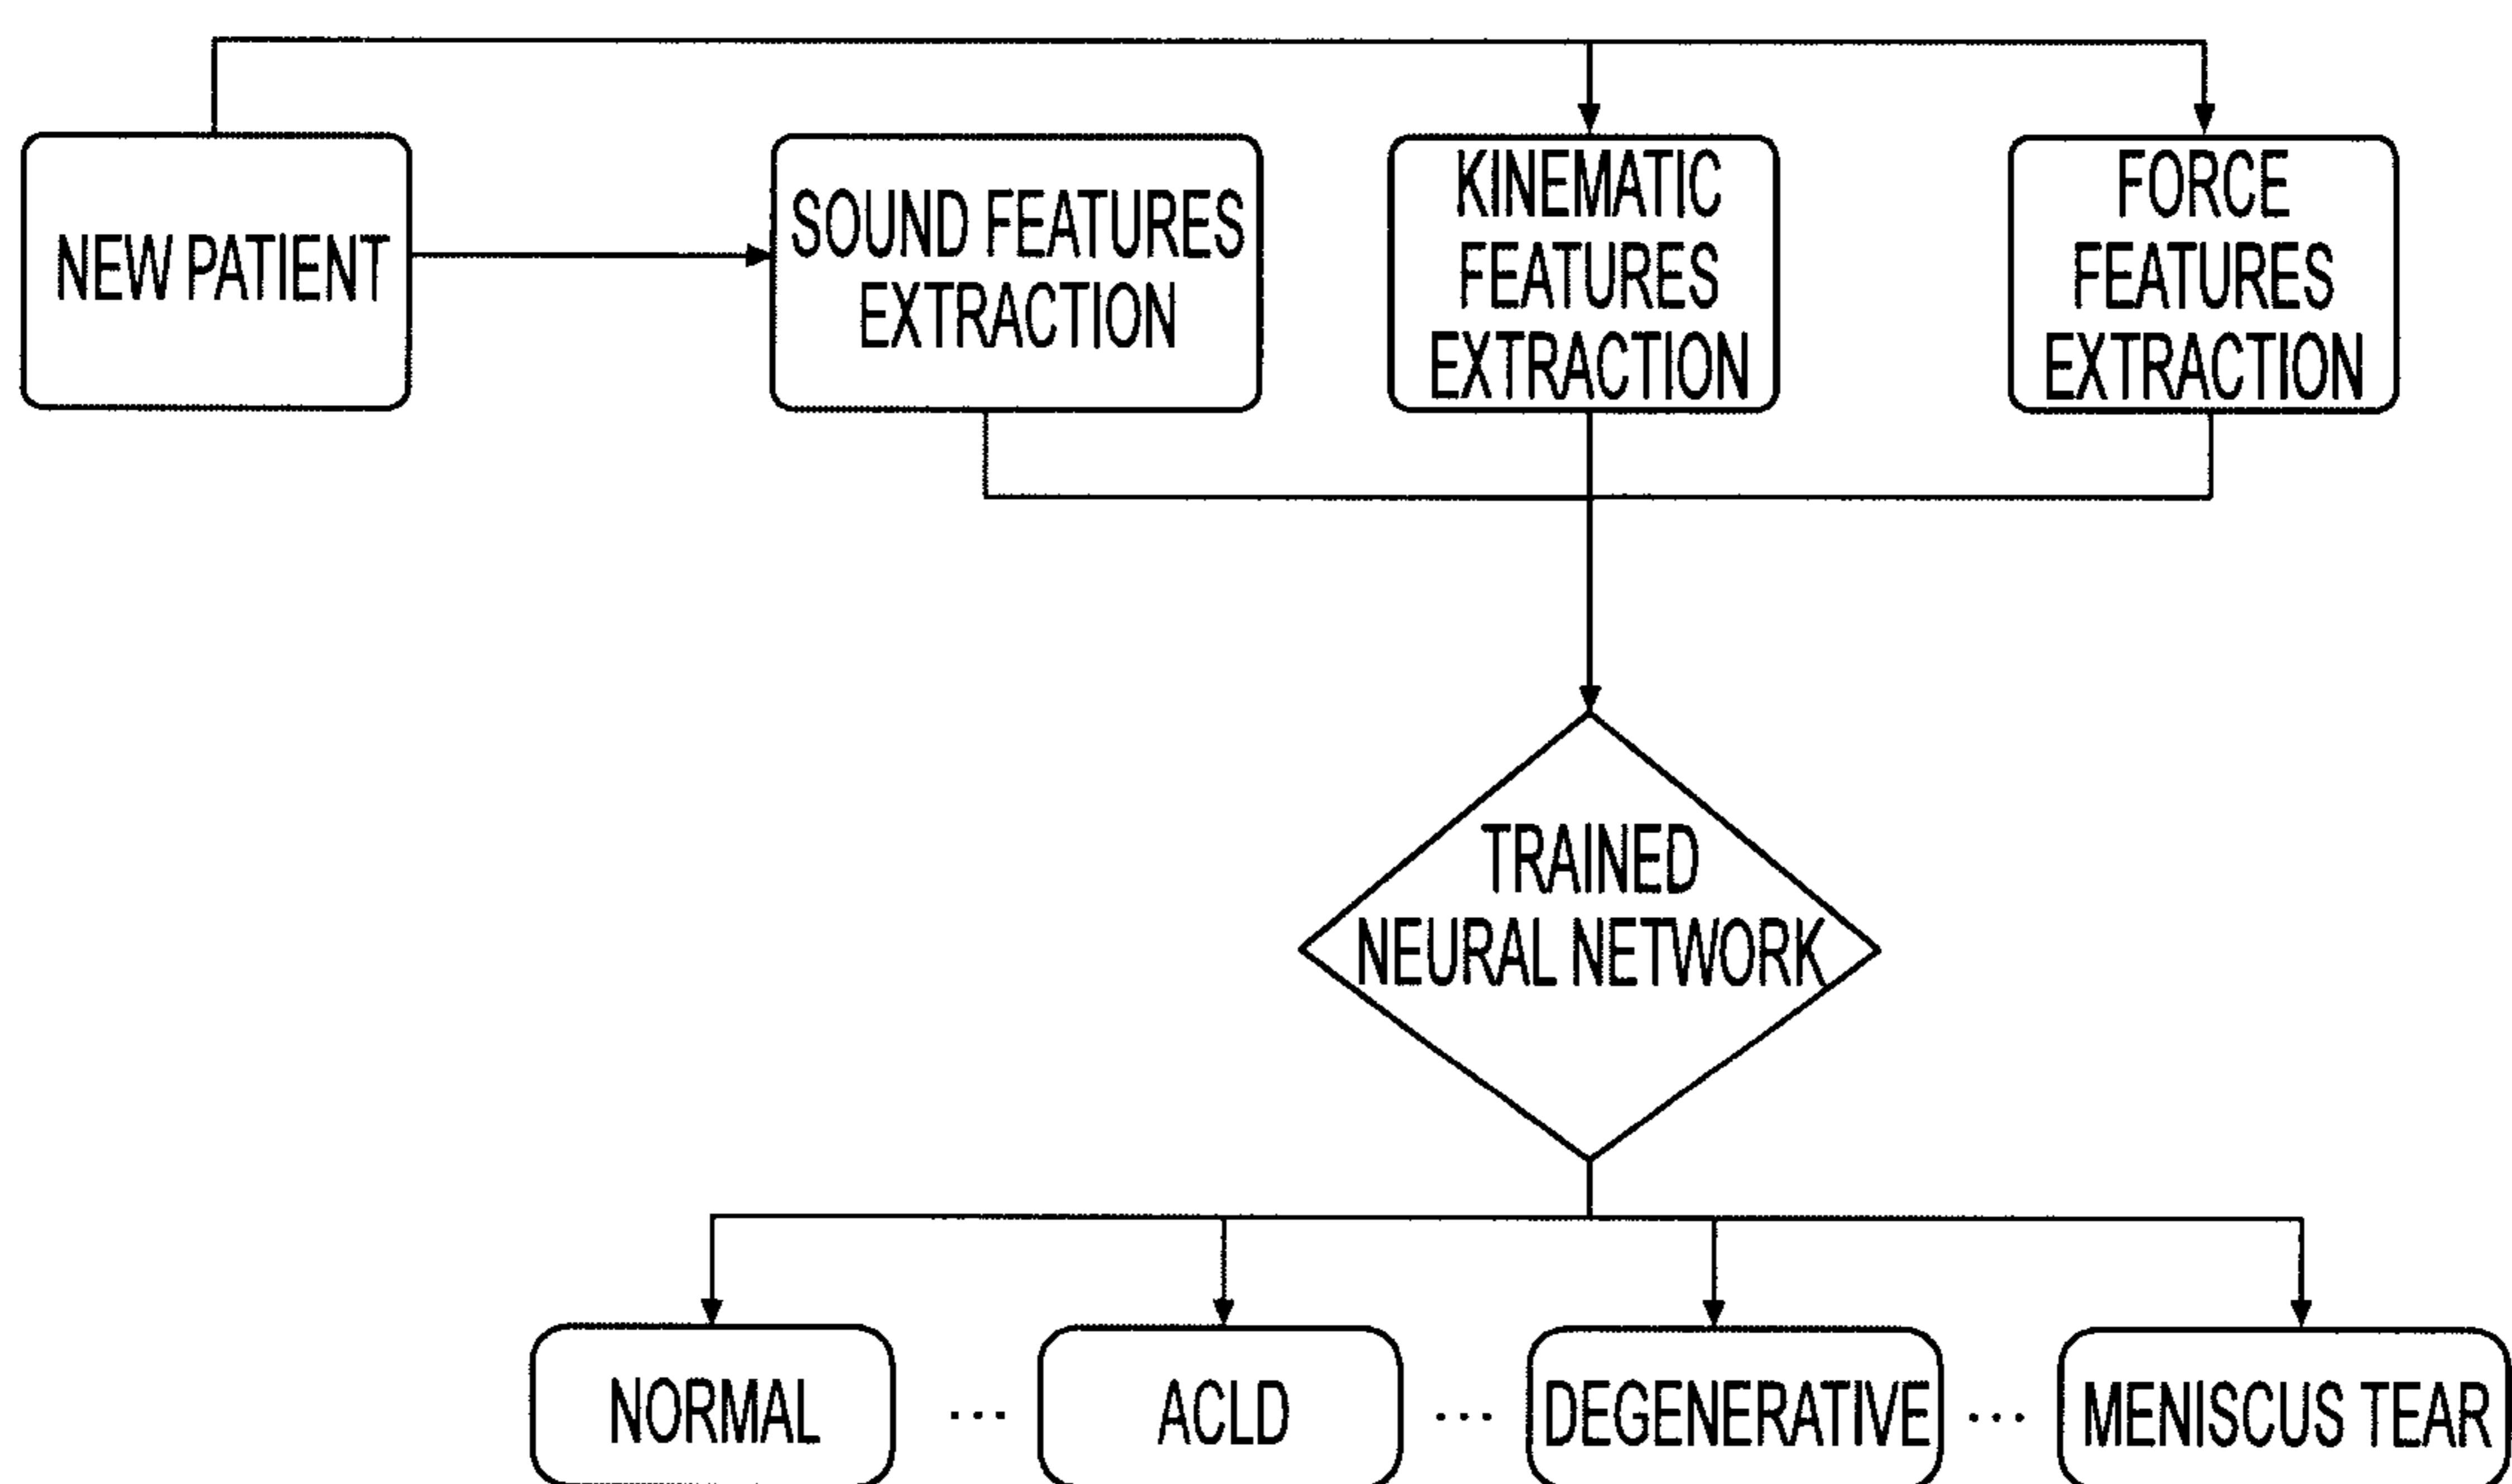 NEW PATIENT
SOUND FEATURES
EXTRACTION
KINEMATIC
FEATURES
EXTRACTION
FORCE
FEATURES
EXTRACTION
TRAINED
NEURAL NETWORK
NORMAL
...
ACLD
...
DEGENERATIVE
...
MENISCUS TEAR